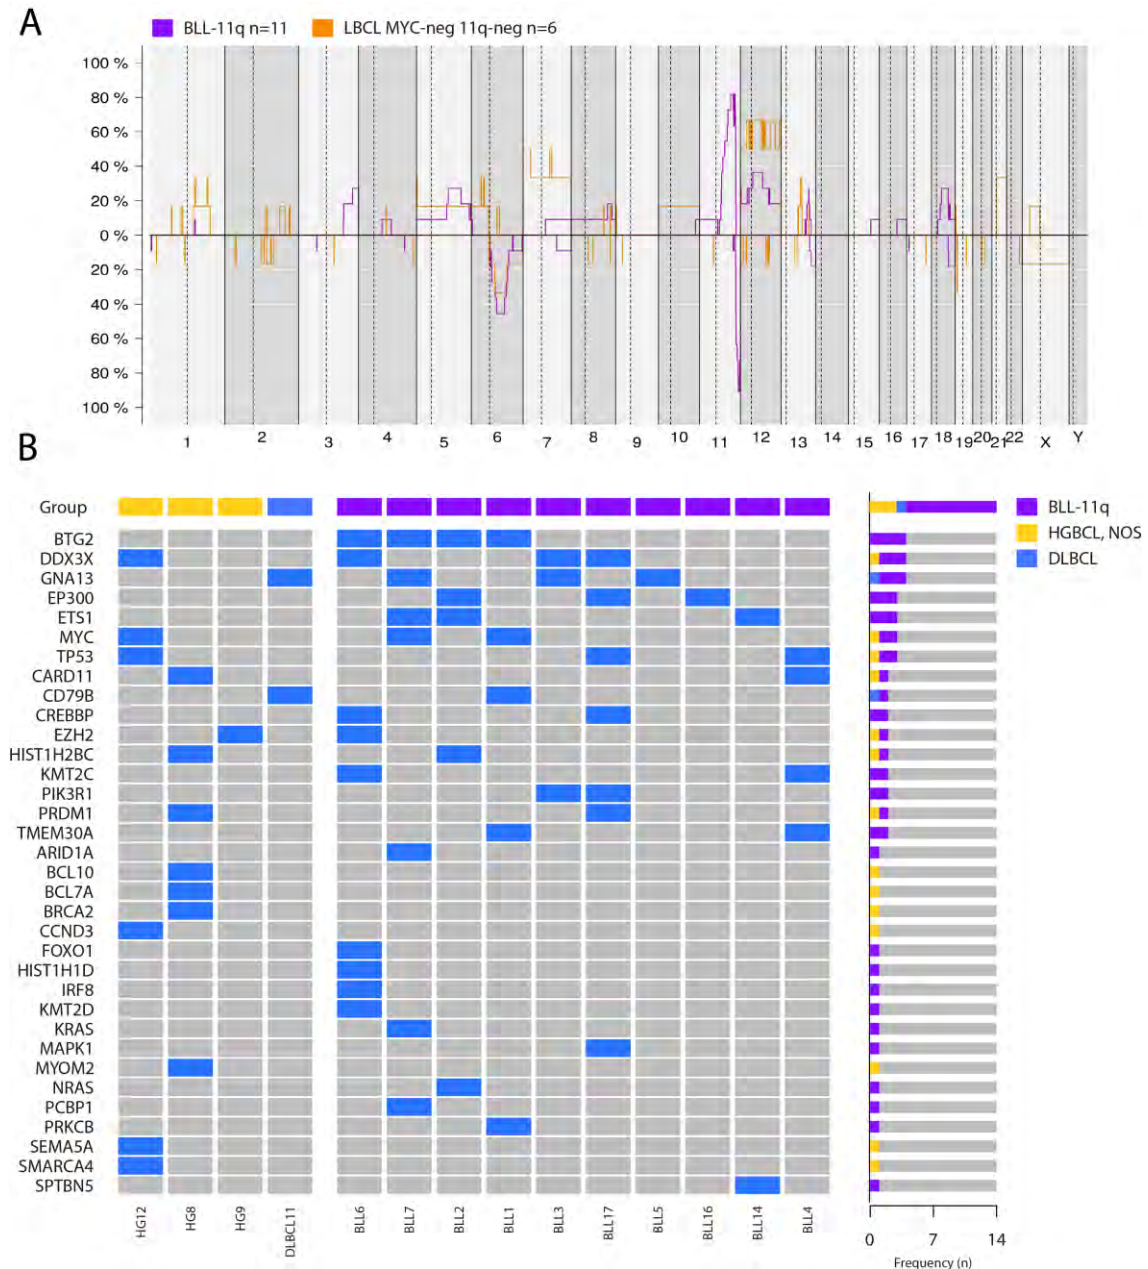 A
BLL-11q n=11
LBCL MYC-neg 11q-neg n=6
100 %
80 %
60 %
40 %
20 %
0 %
20 %
40 %
60 %
80 %
100 %
1 2 3 4 5 6 7 8 9 10 11 12 13 14 15 16 17 18 19 20 21 22 X Y
B
Group
BLL-11q
HGBCL, NOS
DLBCL
BTG2
DDX3X
GNA13
EP300
ETS1
MYC
TP53
CARD11
CD79B
CREBBP
EZH2
HIST1H2BC
KMT2C
PIK3R1
PRDM1
TMEM30A
ARID1A
BCL10
BCL7A
BRCA2
CCND3
FOXO1
HIST1H1D
IRF8
KMT2D
KRAS
MAPK1
MYOM2
NRAS
PCBP1
PRKCB
SEMA5A
SMARCA4
SPTBN5
HG12 HG8 HG9 DLBCL11 BLL6 BLL7 BLL2 BLL1 BLL3 BLL17 BLL5 BLL16 BLL14 BLL4
0 7 14
Frequency (n)